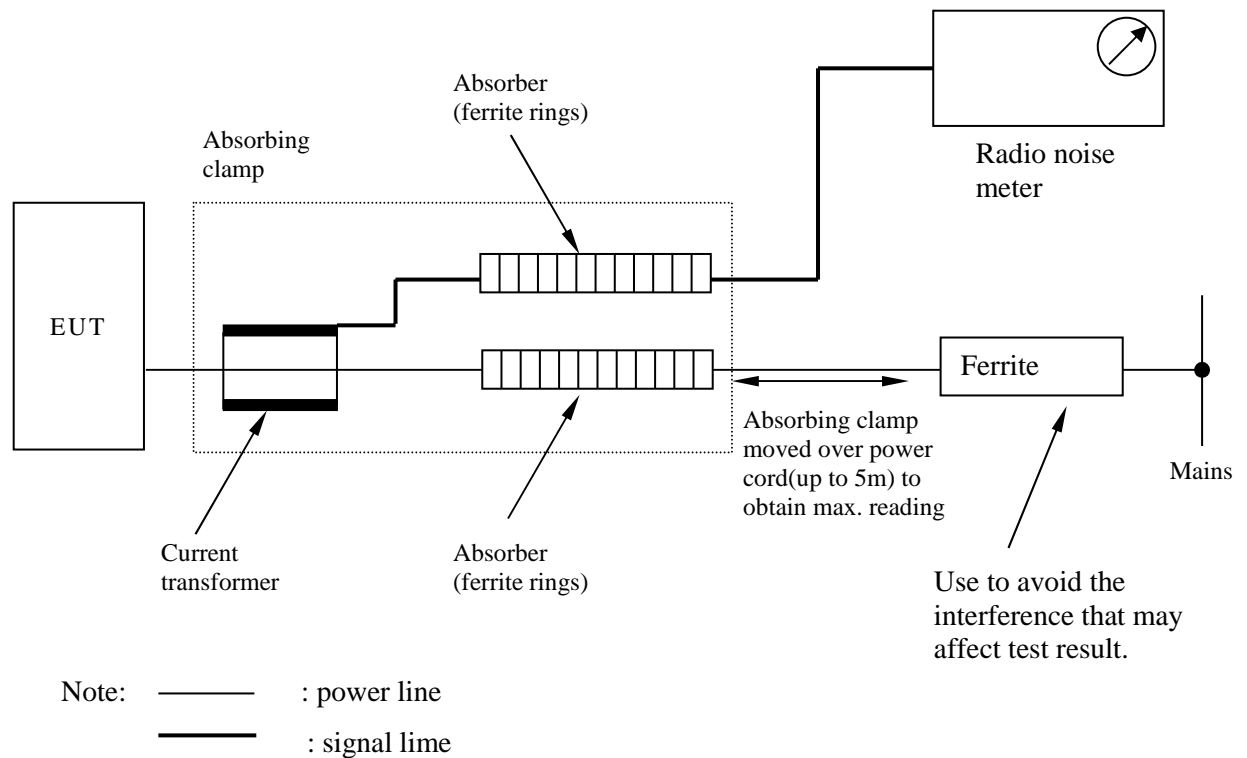 Absorber
(ferrite rings)
Absorbing
clamp
Radio noise
meter
EUT
Ferrite
Absorbing clamp
moved over power
cord(up to 5m) to
obtain max. reading
Mains
Current
transformer
Absorber
(ferrite rings)
Use to avoid the
interference that may
affect test result.
Note: : power line
: signal lime